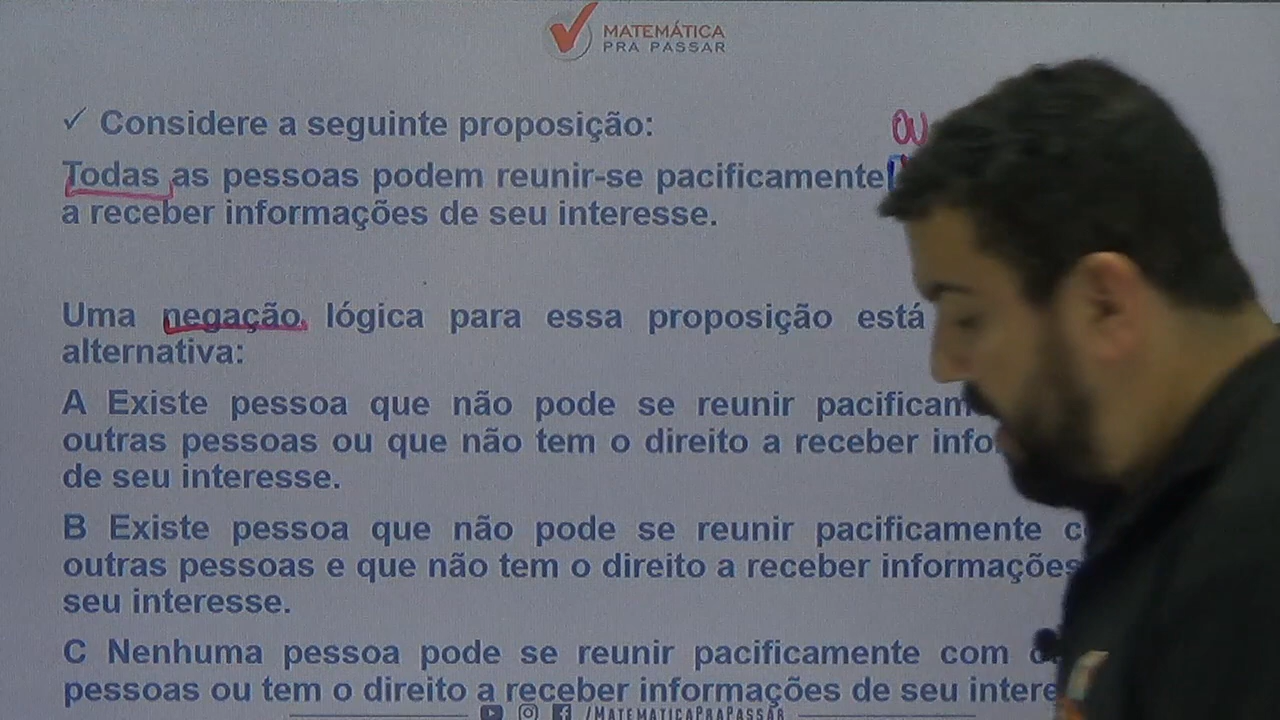 MATEMÁTICA
PRA PASSAR
✓ Considere a seguinte proposição:
OU
Todas as pessoas podem reunir-se pacificamente
a receber informações de seu interesse.
Uma negação lógica para essa proposição está
alternativa:
A Existe pessoa que não pode se reunir
outras pessoas ou que não tem o direito a receber
de seu interesse.
B Existe pessoa que não pode se reunir pacificamente
outras pessoas e que não tem o direito a receber informações
seu interesse.
C Nenhuma pessoa pode se reunir pacificamente com
pessoas ou tem o direito a receber informações de seu
/MATEMATICAPRAPASSAR